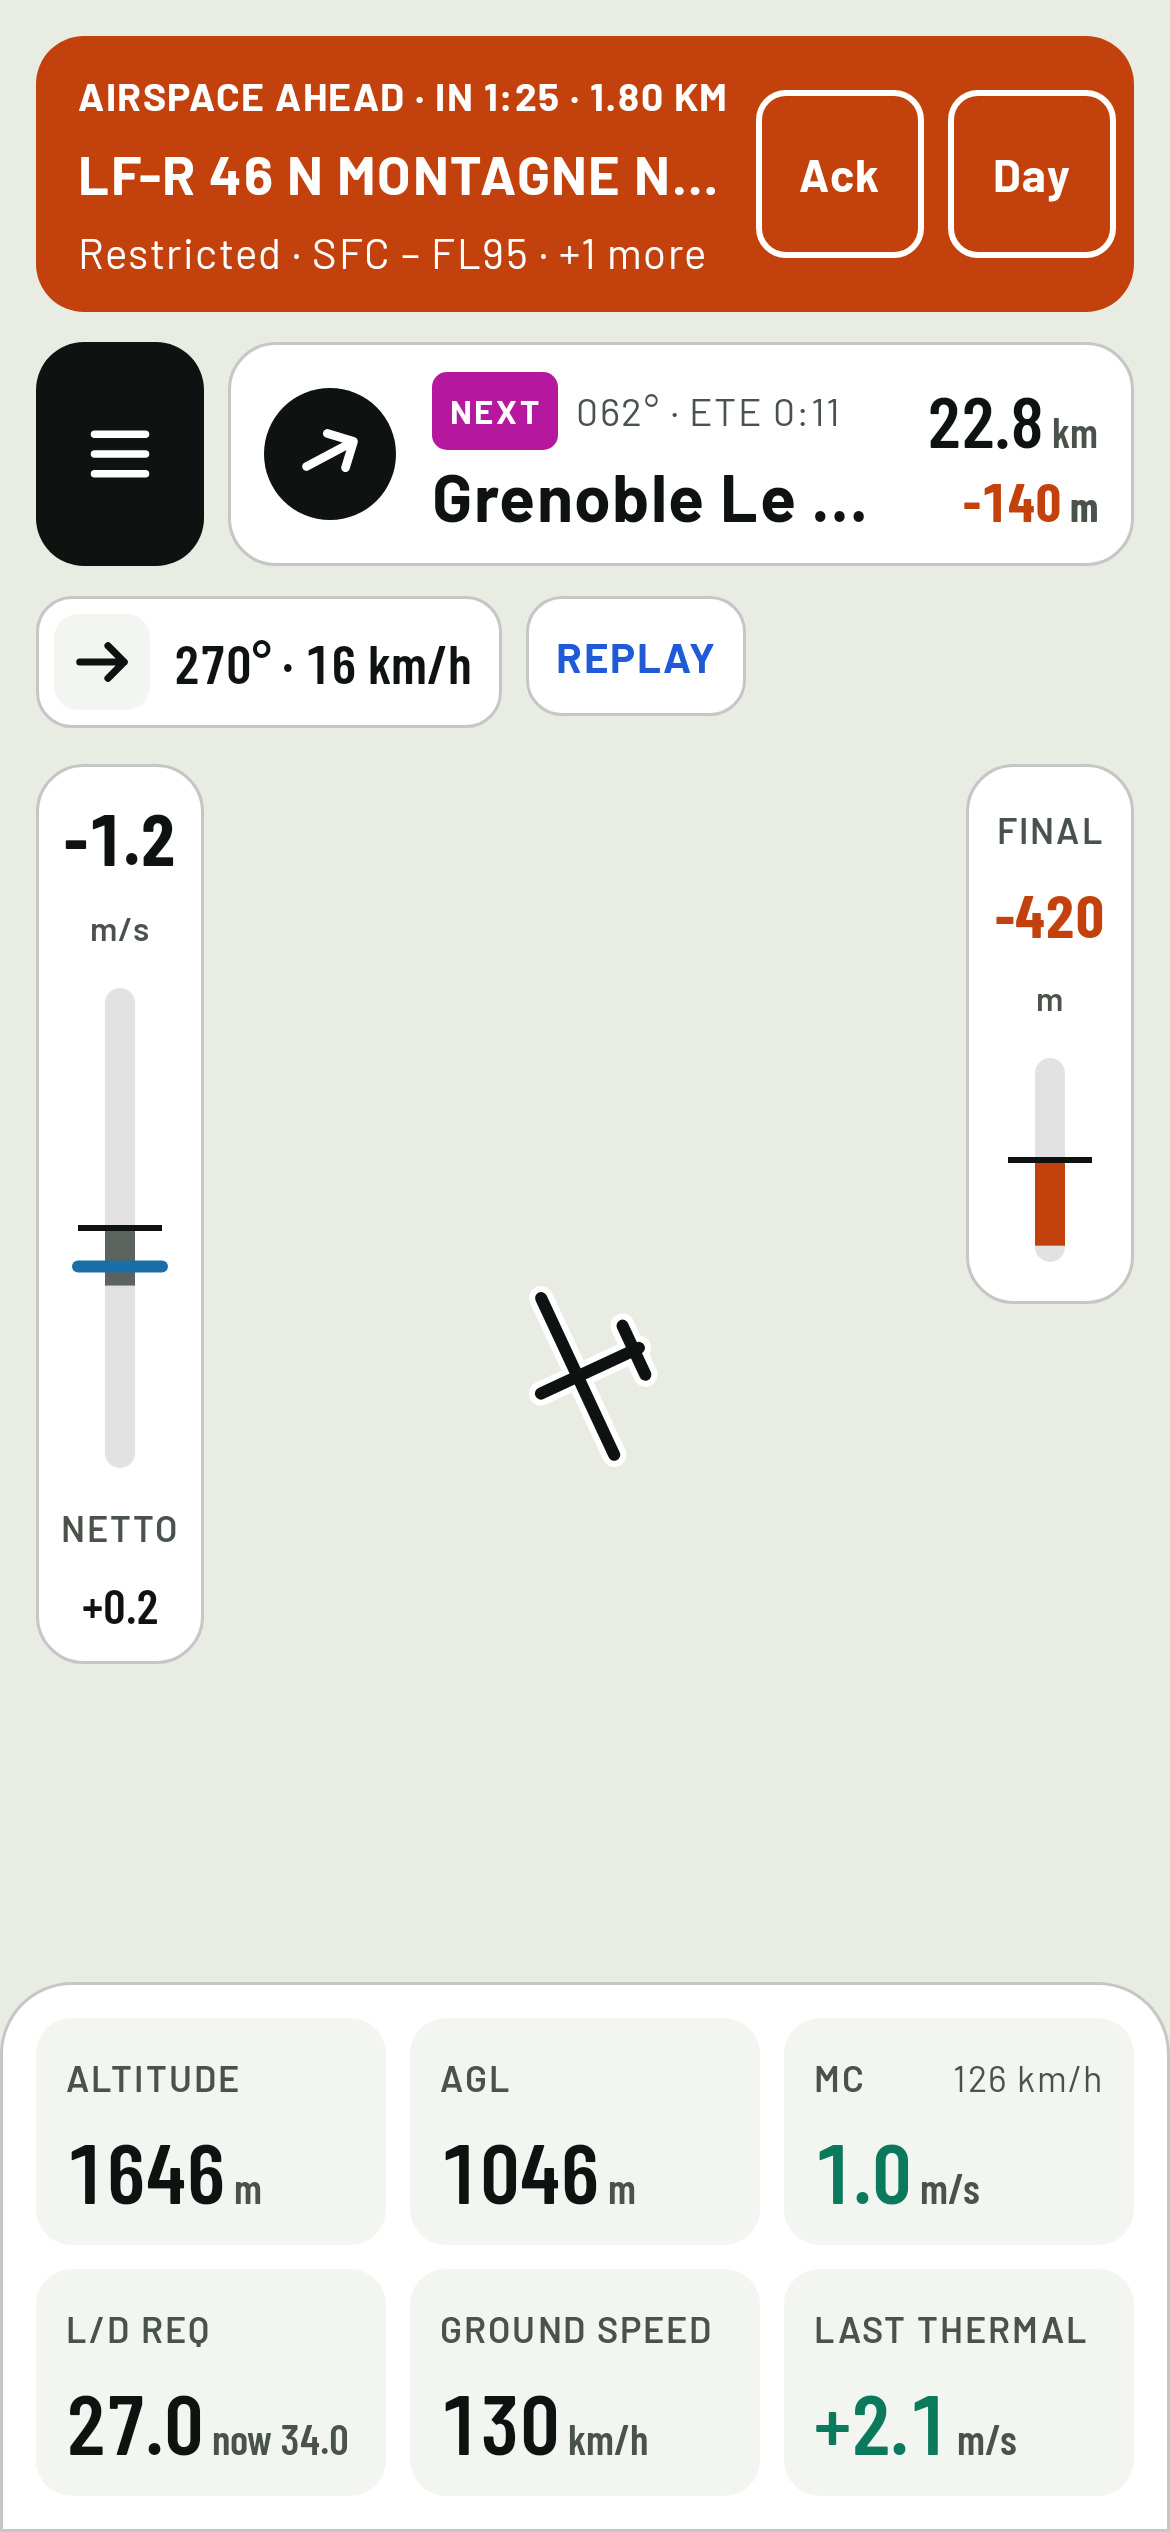 AIRSPACE AHEAD · IN 1:25 · 1.80 KM
LF-R 46 N MONTAGNE N...
Restricted · SFC – FL95 · +1 more
Ack
Day
NEXT 062° · ETE 0:11
Grenoble Le ...
22.8 km
-140 m
270° · 16 km/h
REPLAY
-1.2
m/s
NETTO
+0.2
FINAL
-420
m
ALTITUDE
1646 m
AGL
1046 m
MC 126 km/h
1.0 m/s
L/D REQ
27.0 now 34.0
GROUND SPEED
130 km/h
LAST THERMAL
+2.1 m/s